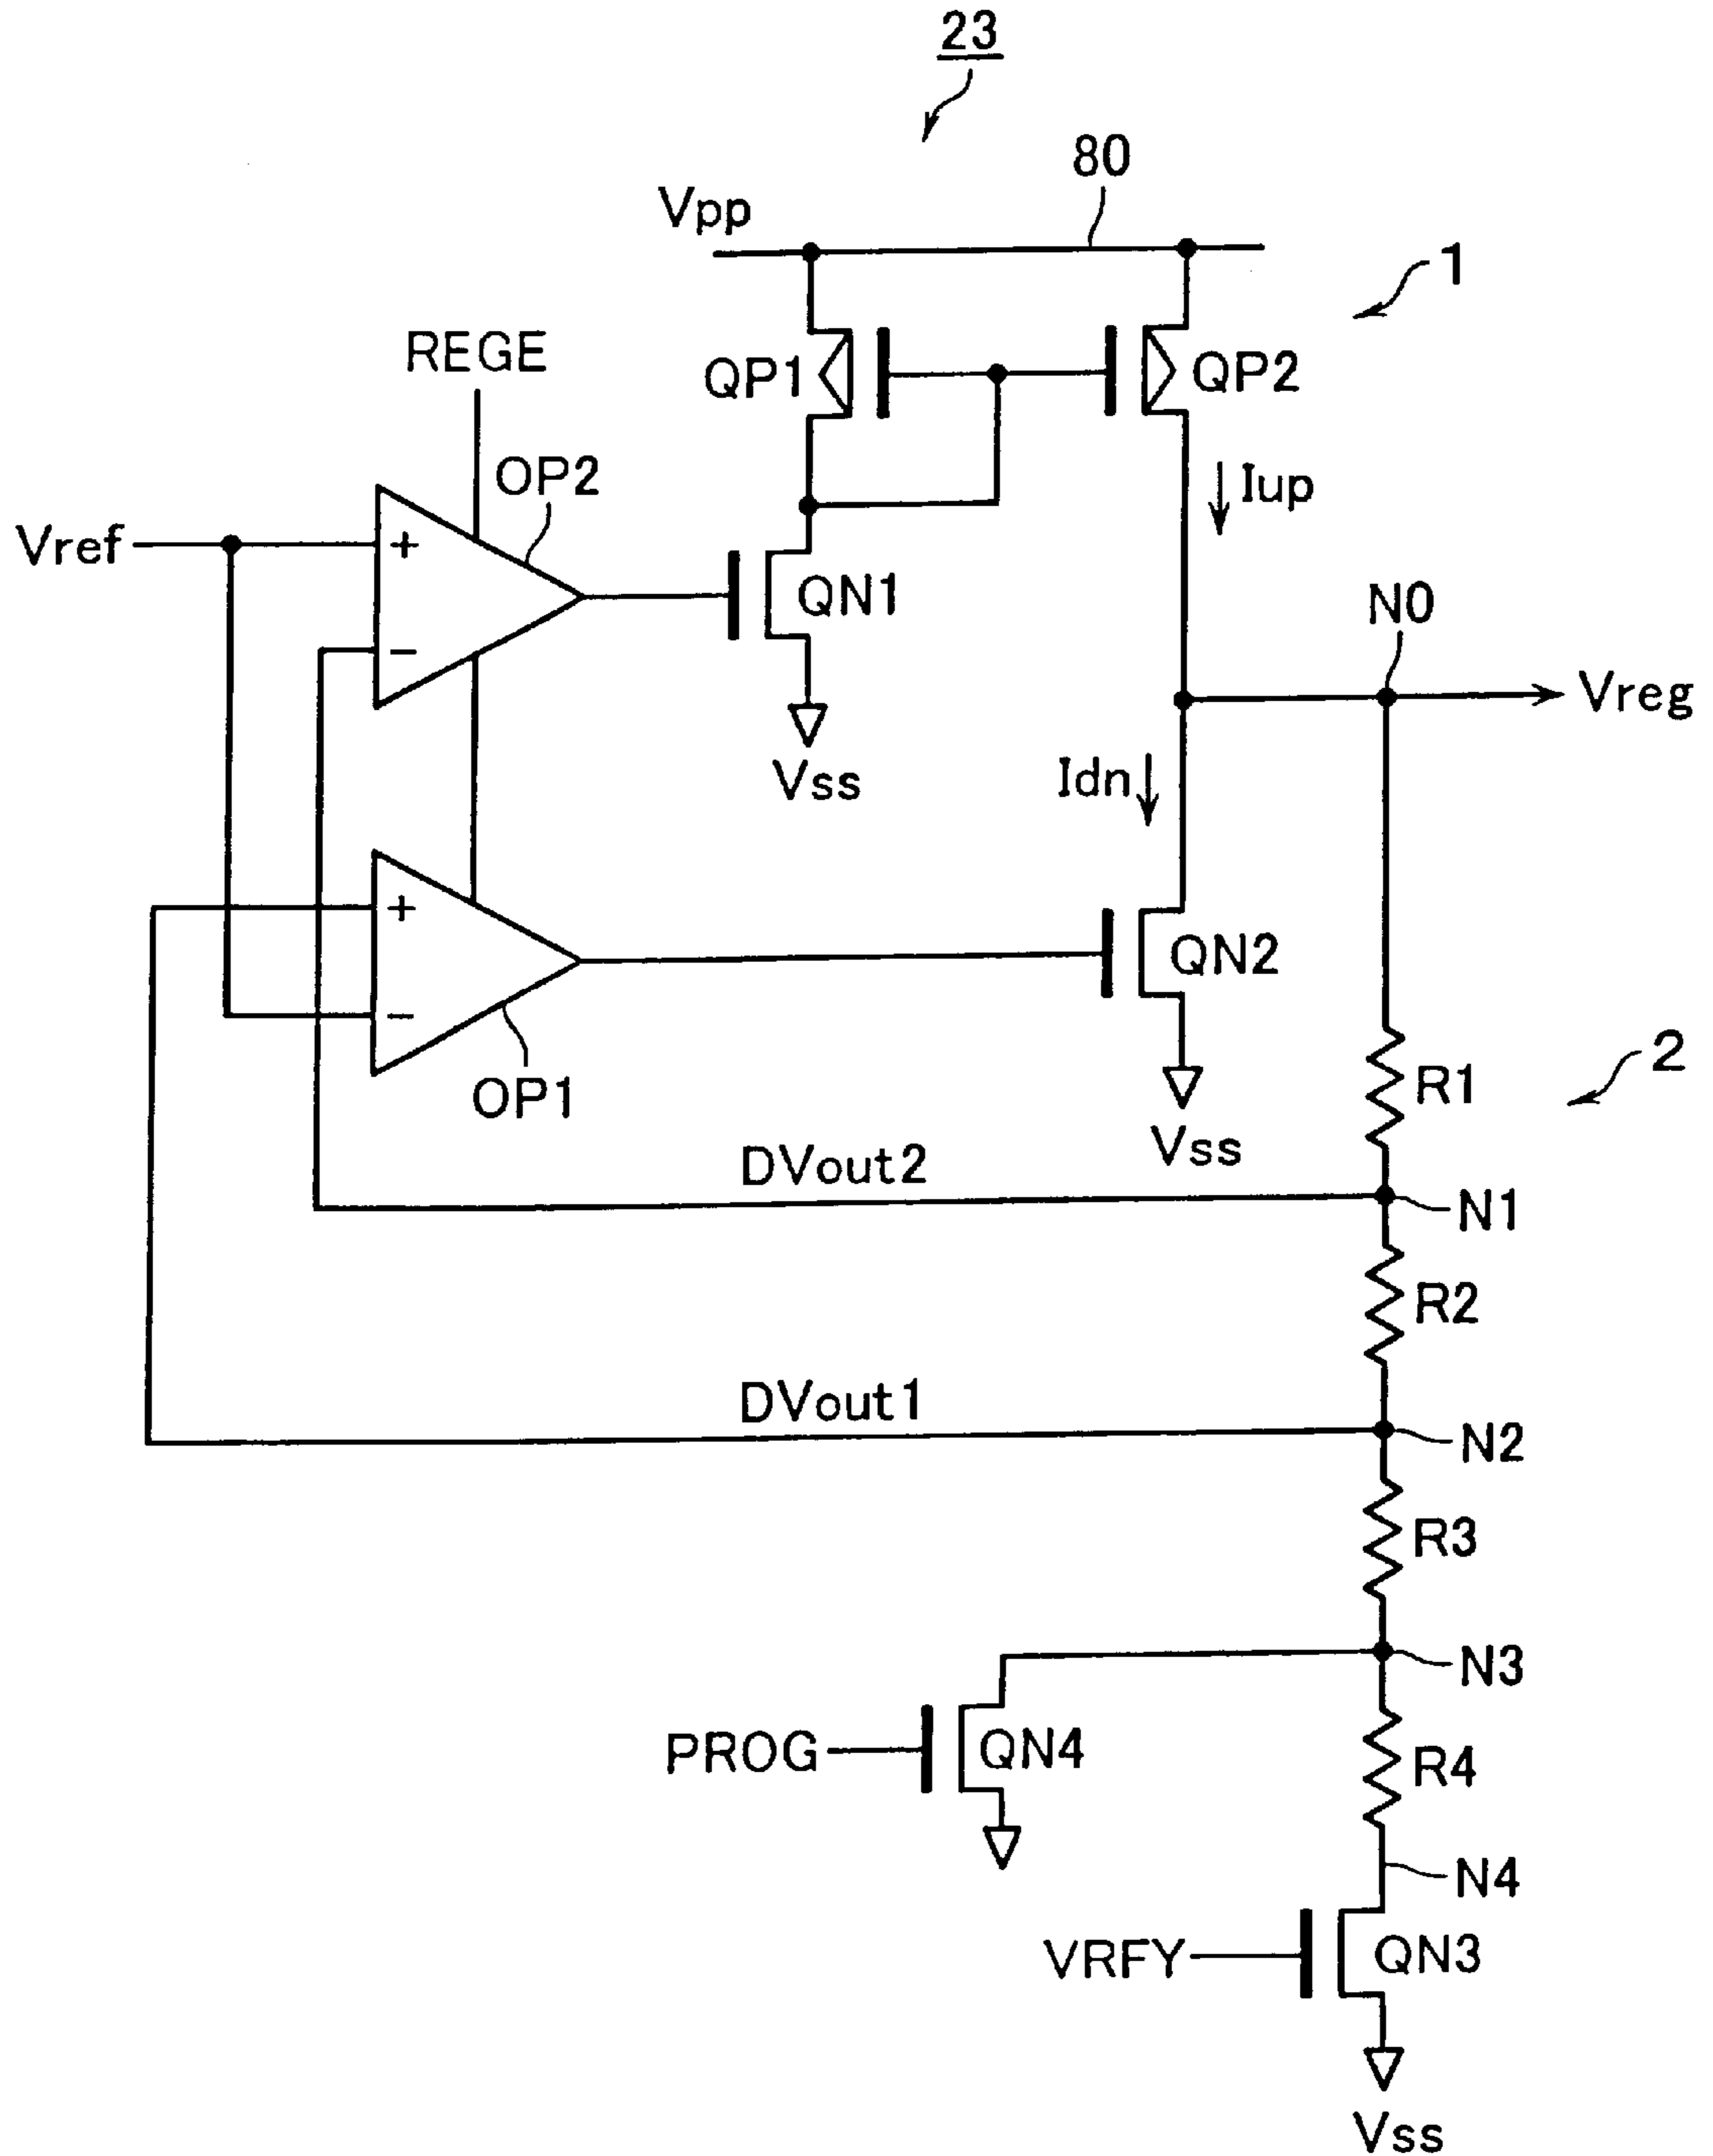 23
80
Vpp
1
REGE
QP1
QP2
OP2
Iup
Vref
+
QN1
N0
−
Vreg
Vss
Idn
+
QN2
−
2
OP1
R1
Vss
DVout2
N1
R2
DVout1
N2
R3
N3
PROG
QN4
R4
N4
VRFY
QN3
Vss